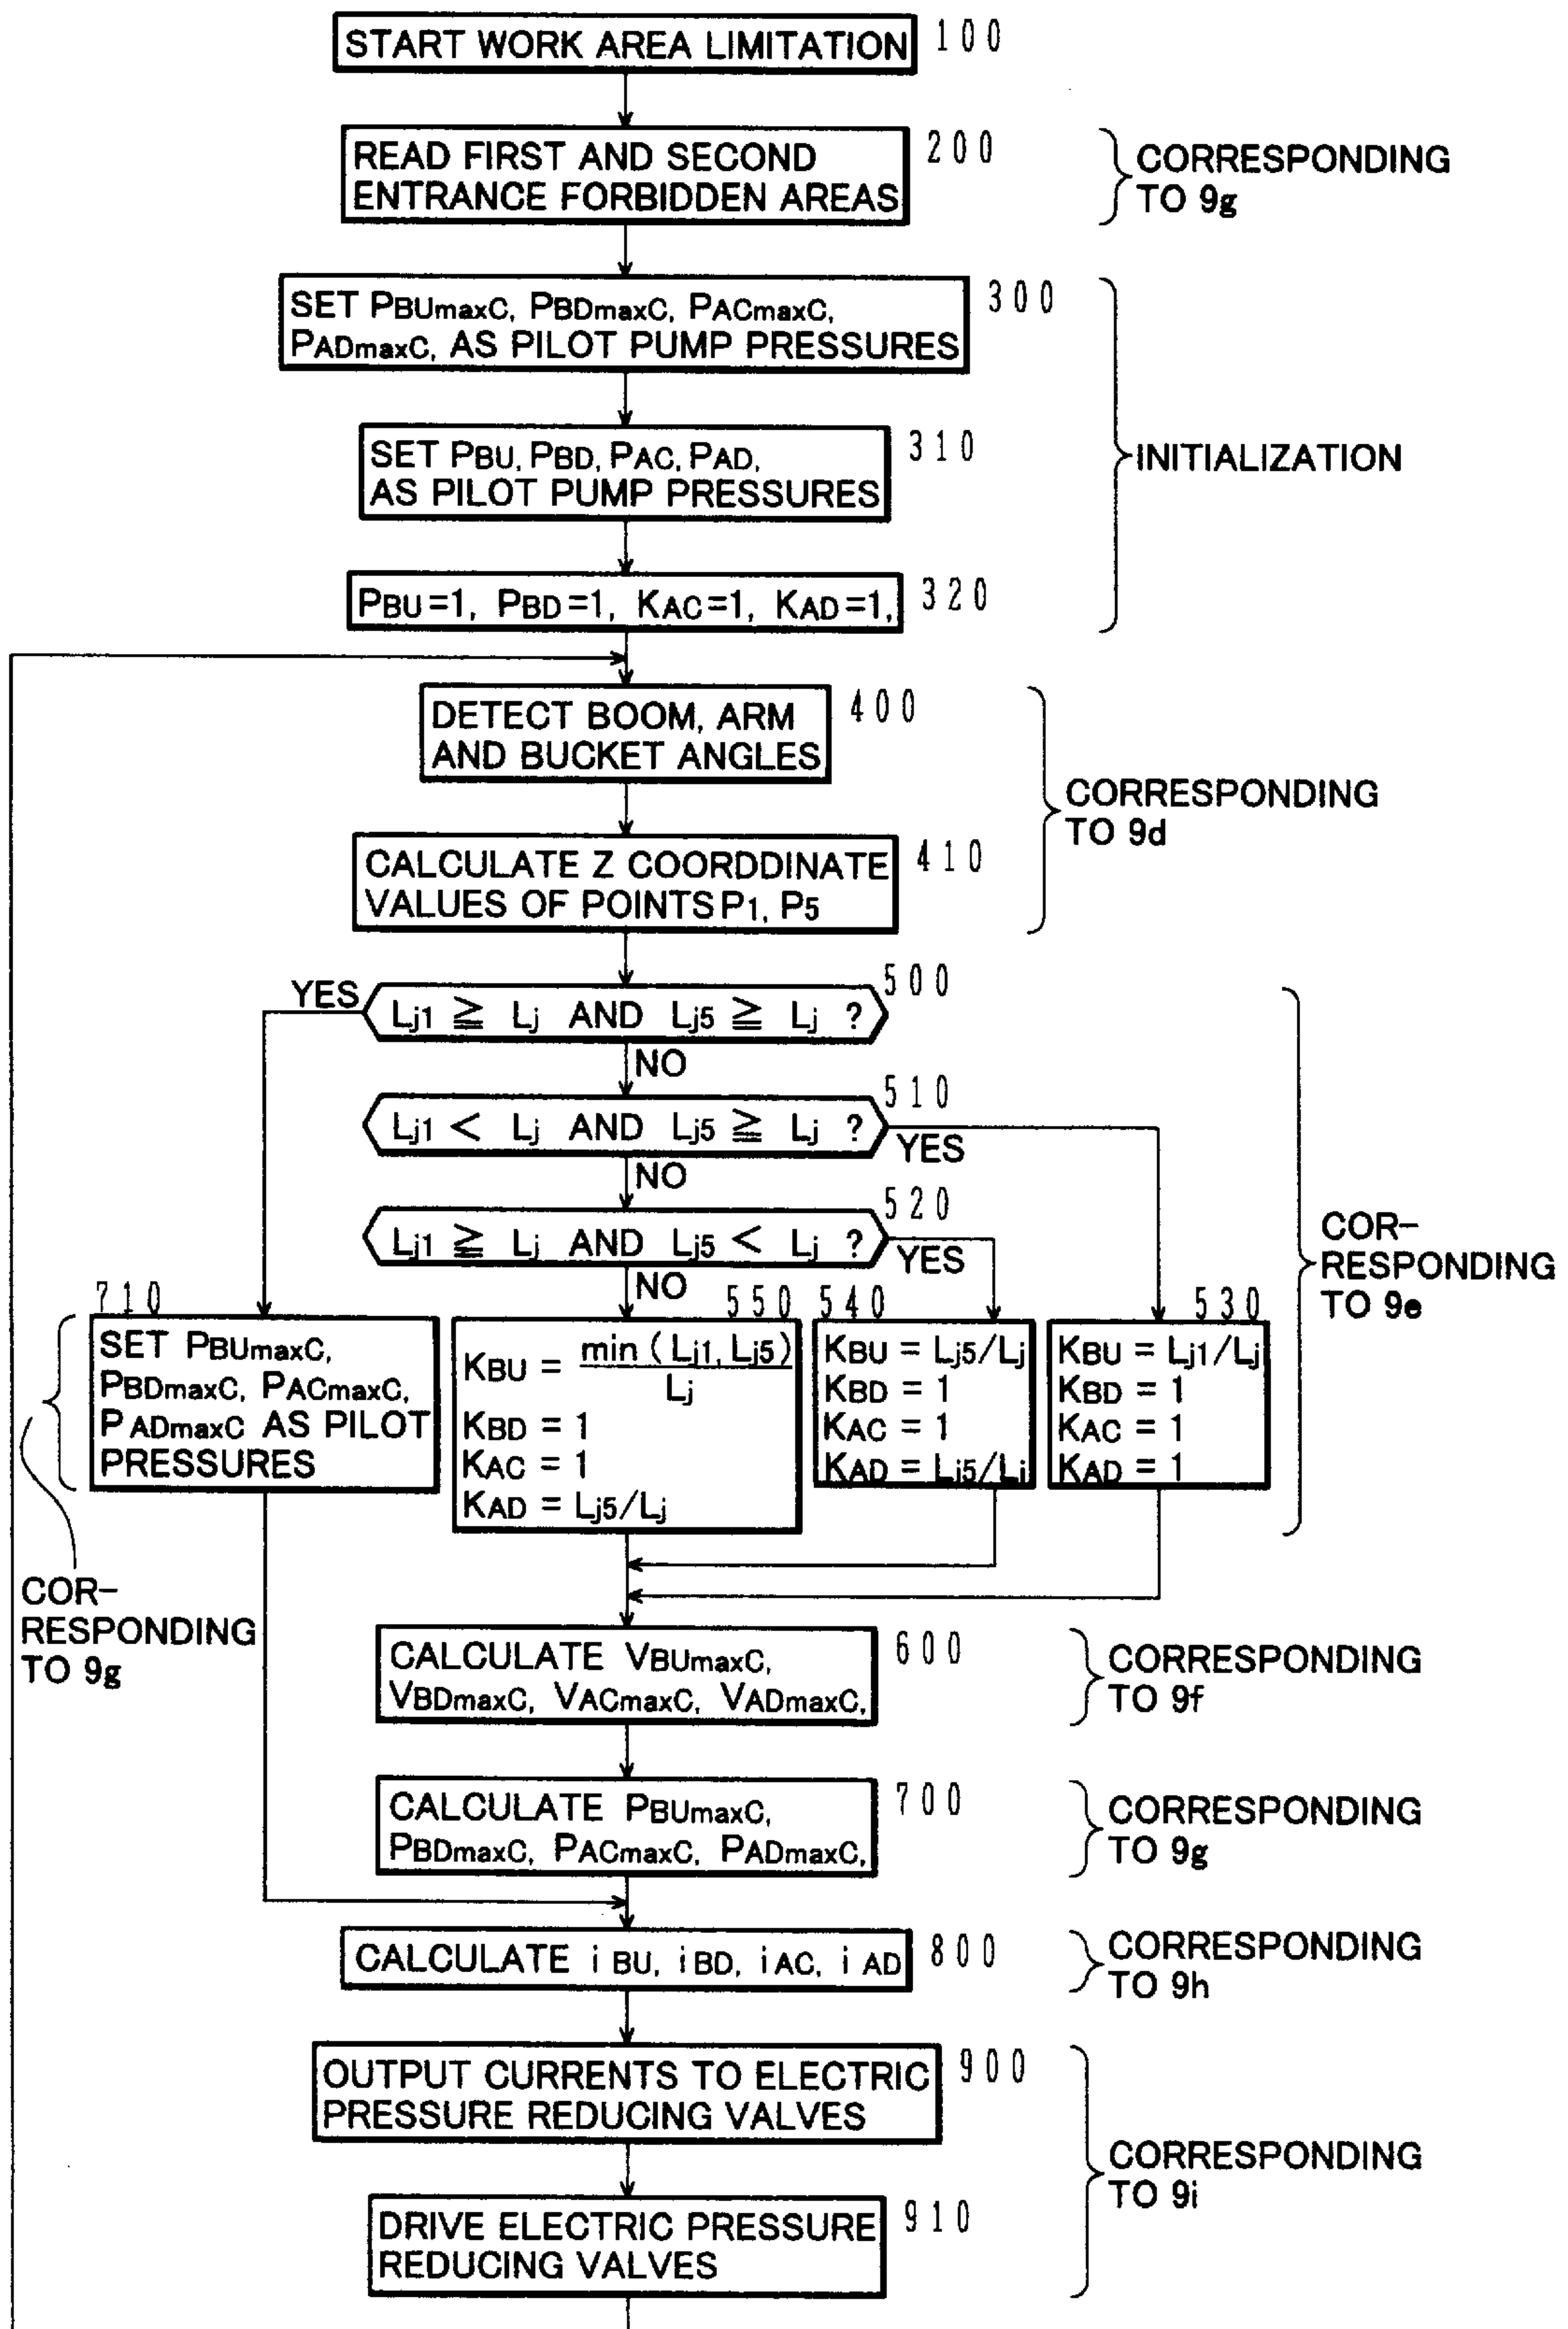 START WORK AREA LIMITATION
100
READ FIRST AND SECOND
ENTRANCE FORBIDDEN AREAS
200
CORRESPONDING
TO 9g
SET PBUmaxC, PBDmaxC, PACmaxC,
PADmaxC, AS PILOT PUMP PRESSURES
300
SET PBU, PBD, PAC, PAD,
AS PILOT PUMP PRESSURES
310
INITIALIZATION
PBU=1, PBD=1, KAC=1, KAD=1,
320
DETECT BOOM, ARM
AND BUCKET ANGLES
400
CALCULATE Z COORDDINATE
VALUES OF POINTS P1, P5
410
CORRESPONDING
TO 9d
YES
Lj1 ≧ Lj AND Lj5 ≧ Lj ?
500
NO
Lj1 < Lj AND Lj5 ≧ Lj ?
510
YES
NO
Lj1 ≧ Lj AND Lj5 < Lj ?
520
YES
NO
COR-
RESPONDING
TO 9e
710
SET PBUmaxC,
PBDmaxC, PACmaxC,
PADmaxC AS PILOT
PRESSURES
COR-
RESPONDING
TO 9g
550
KBU = min (Lj1, Lj5)
Lj
KBD = 1
KAC = 1
KAD = Lj5/Lj
540
KBU = Lj5/Lj
KBD = 1
KAC = 1
KAD = Lj5/Lj
530
KBU = Lj1/Lj
KBD = 1
KAC = 1
KAD = 1
CALCULATE VBUmaxC,
VBDmaxC, VACmaxC, VADmaxC,
600
CORRESPONDING
TO 9f
CALCULATE PBUmaxC,
PBDmaxC, PACmaxC, PADmaxC,
700
CORRESPONDING
TO 9g
CALCULATE iBU, iBD, iAC, iAD
800
CORRESPONDING
TO 9h
OUTPUT CURRENTS TO ELECTRIC
PRESSURE REDUCING VALVES
900
DRIVE ELECTRIC PRESSURE
REDUCING VALVES
910
CORRESPONDING
TO 9i